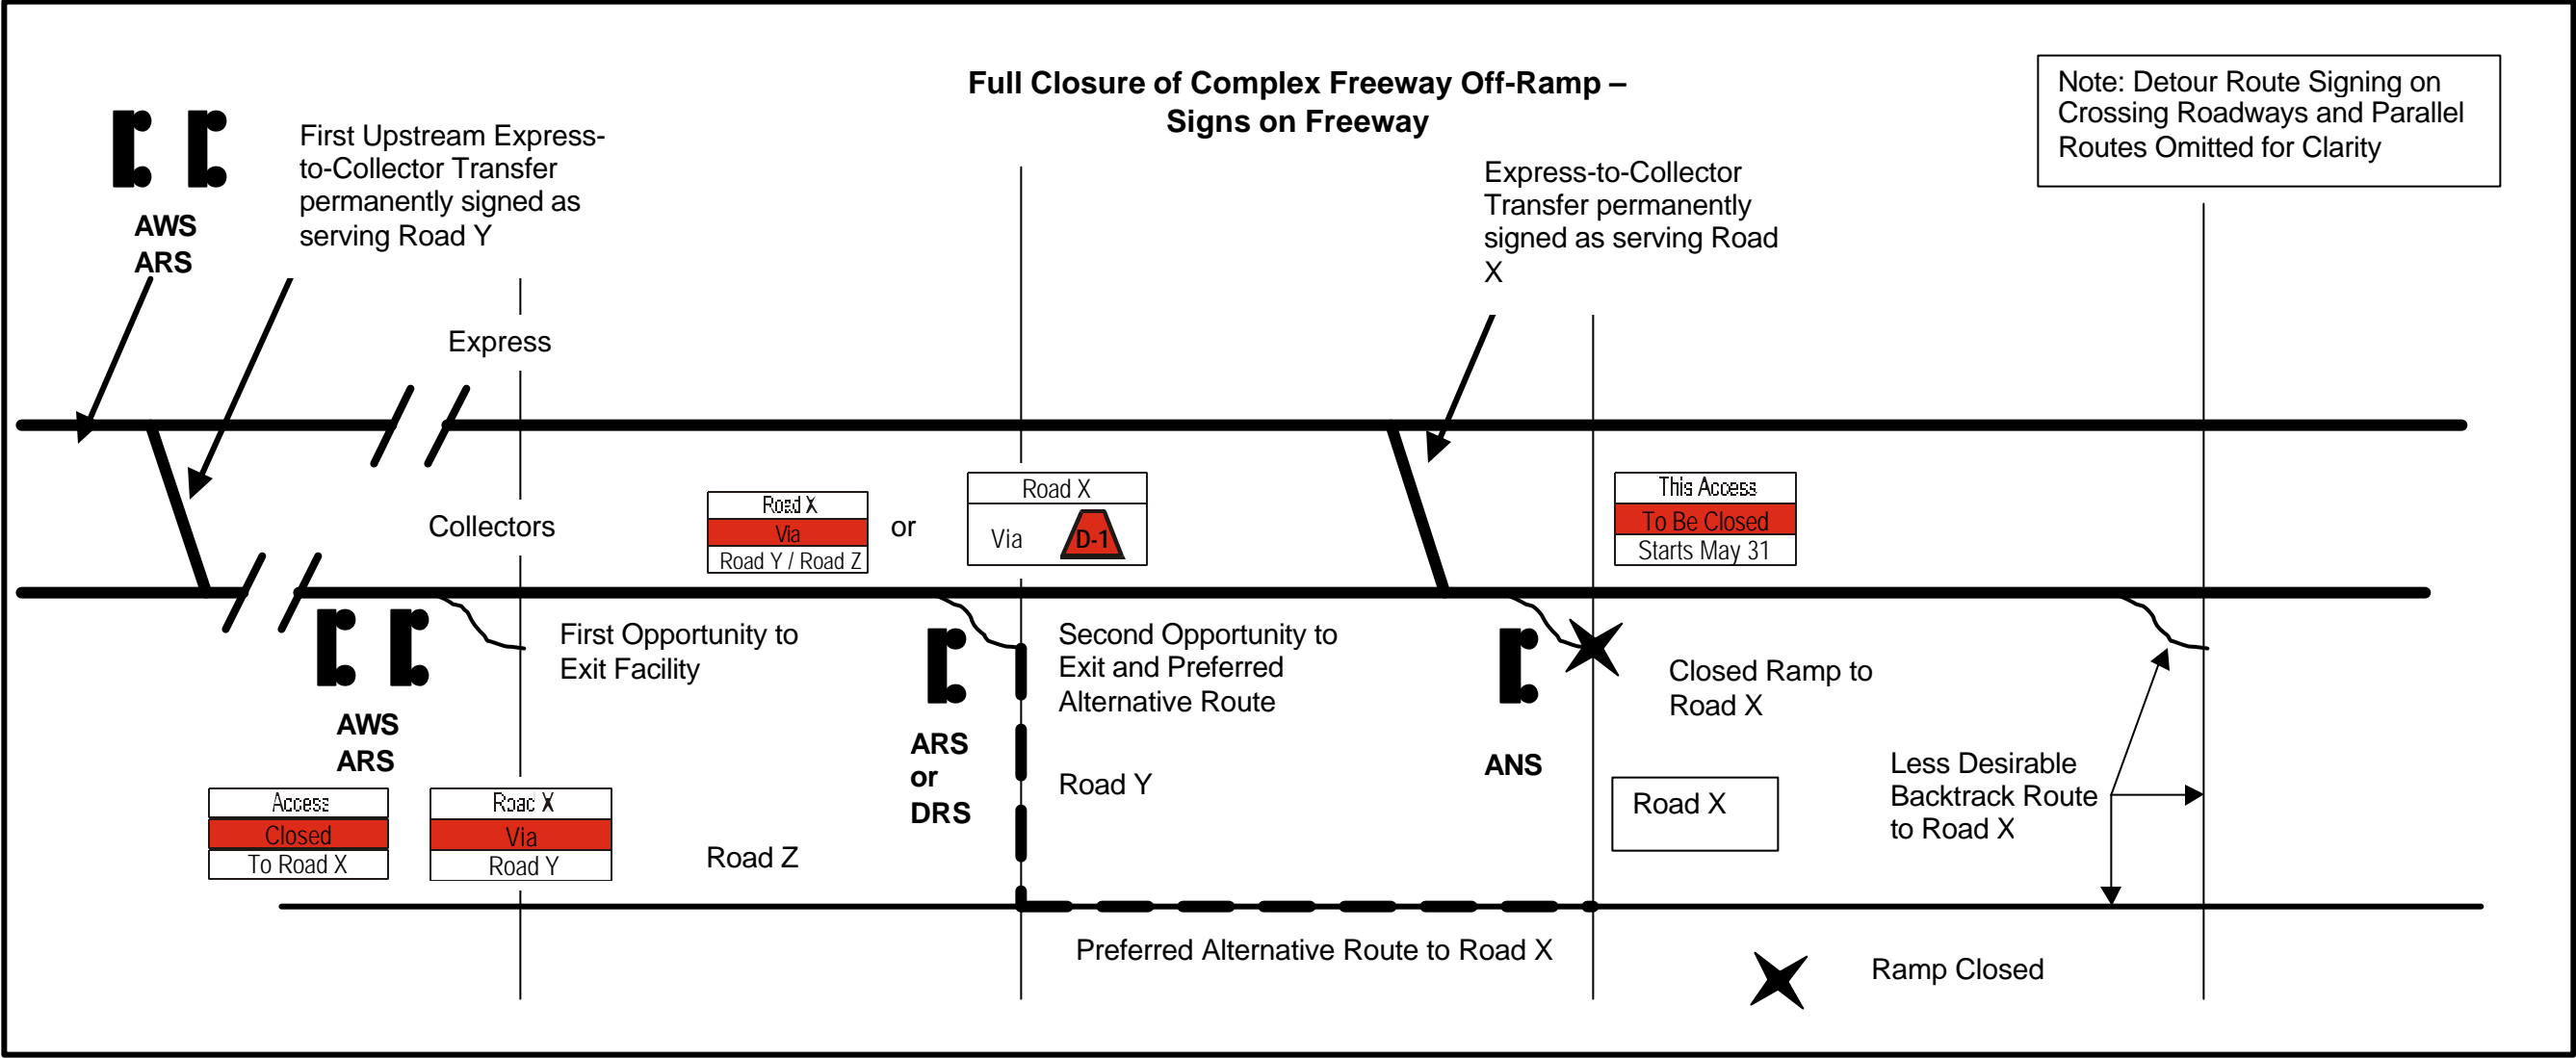 Full Closure of Complex Freeway Off-Ramp –
Signs on Freeway
Note: Detour Route Signing on
Crossing Roadways and Parallel
Routes Omitted for Clarity
AWS
ARS
First Upstream Express-
to-Collector Transfer
permanently signed as
serving Road Y
Express-to-Collector
Transfer permanently
signed as serving Road
X
Express
Collectors
Road X
Via
Road Y / Road Z
or
Road X
Via
D-1
This Access
To Be Closed
Starts May 31
First Opportunity to
Exit Facility
AWS
ARS
Access
Closed
To Road X
Road X
Via
Road Y
Road Z
ARS
or
DRS
Second Opportunity to
Exit and Preferred
Alternative Route
Road Y
ANS
Closed Ramp to
Road X
Road X
Less Desirable
Backtrack Route
to Road X
Preferred Alternative Route to Road X
Ramp Closed